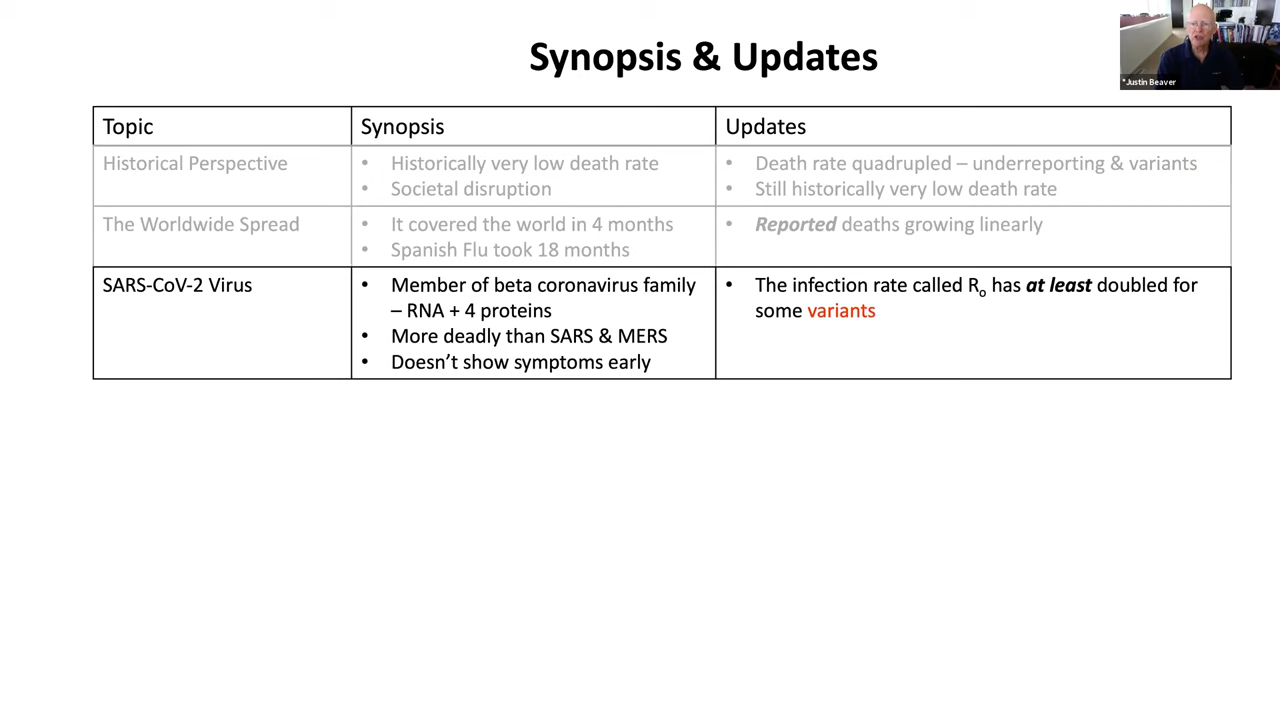 Synopsis & Updates
*Justin Beaver
Topic
Synopsis
Updates
Historical Perspective
• Historically very low death rate
• Societal disruption
• Death rate quadrupled – underreporting & variants
• Still historically very low death rate
The Worldwide Spread
• It covered the world in 4 months
• Spanish Flu took 18 months
• Reported deaths growing linearly
SARS-CoV-2 Virus
• Member of beta coronavirus family
– RNA + 4 proteins
• More deadly than SARS & MERS
• Doesn't show symptoms early
• The infection rate called Ro has at least doubled for
some variants